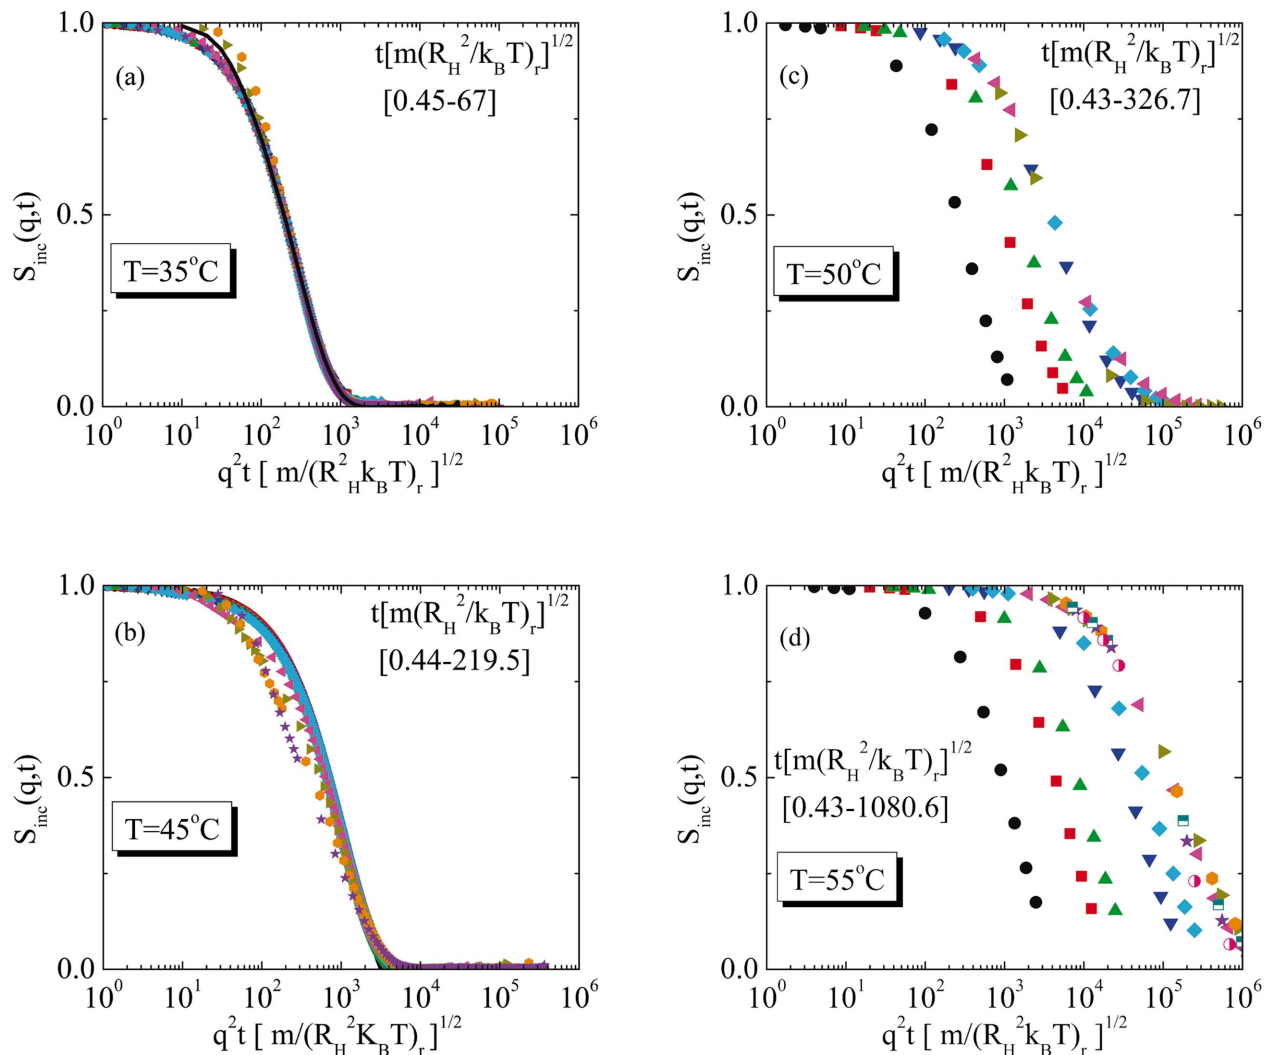 (a)
t[m(R_H^2/k_BT)_r]^1/2
[0.45-67]
T=35°C
S_inc(q,t)
1.0
0.5
0.0
10^0 10^1 10^2 10^3 10^4 10^5 10^6
q^2t [ m/(R^2_Hk_BT)_r ]^1/2
(c)
t[m(R_H^2/k_BT)_r]^1/2
[0.43-326.7]
T=50°C
S_inc(q,t)
1.0
0.5
0.0
10^0 10^1 10^2 10^3 10^4 10^5 10^6
q^2t [ m/(R^2_Hk_BT)_r ]^1/2
(b)
t[m(R_H^2/k_BT)_r]^1/2
[0.44-219.5]
T=45°C
S_inc(q,t)
1.0
0.5
0.0
10^0 10^1 10^2 10^3 10^4 10^5 10^6
q^2t [ m/(R_H^2K_BT)_r ]^1/2
(d)
t[m(R_H^2/k_BT)_r]^1/2
[0.43-1080.6]
T=55°C
S_inc(q,t)
1.0
0.5
0.0
10^0 10^1 10^2 10^3 10^4 10^5 10^6
q^2t [ m/(R_H^2k_BT)_r ]^1/2